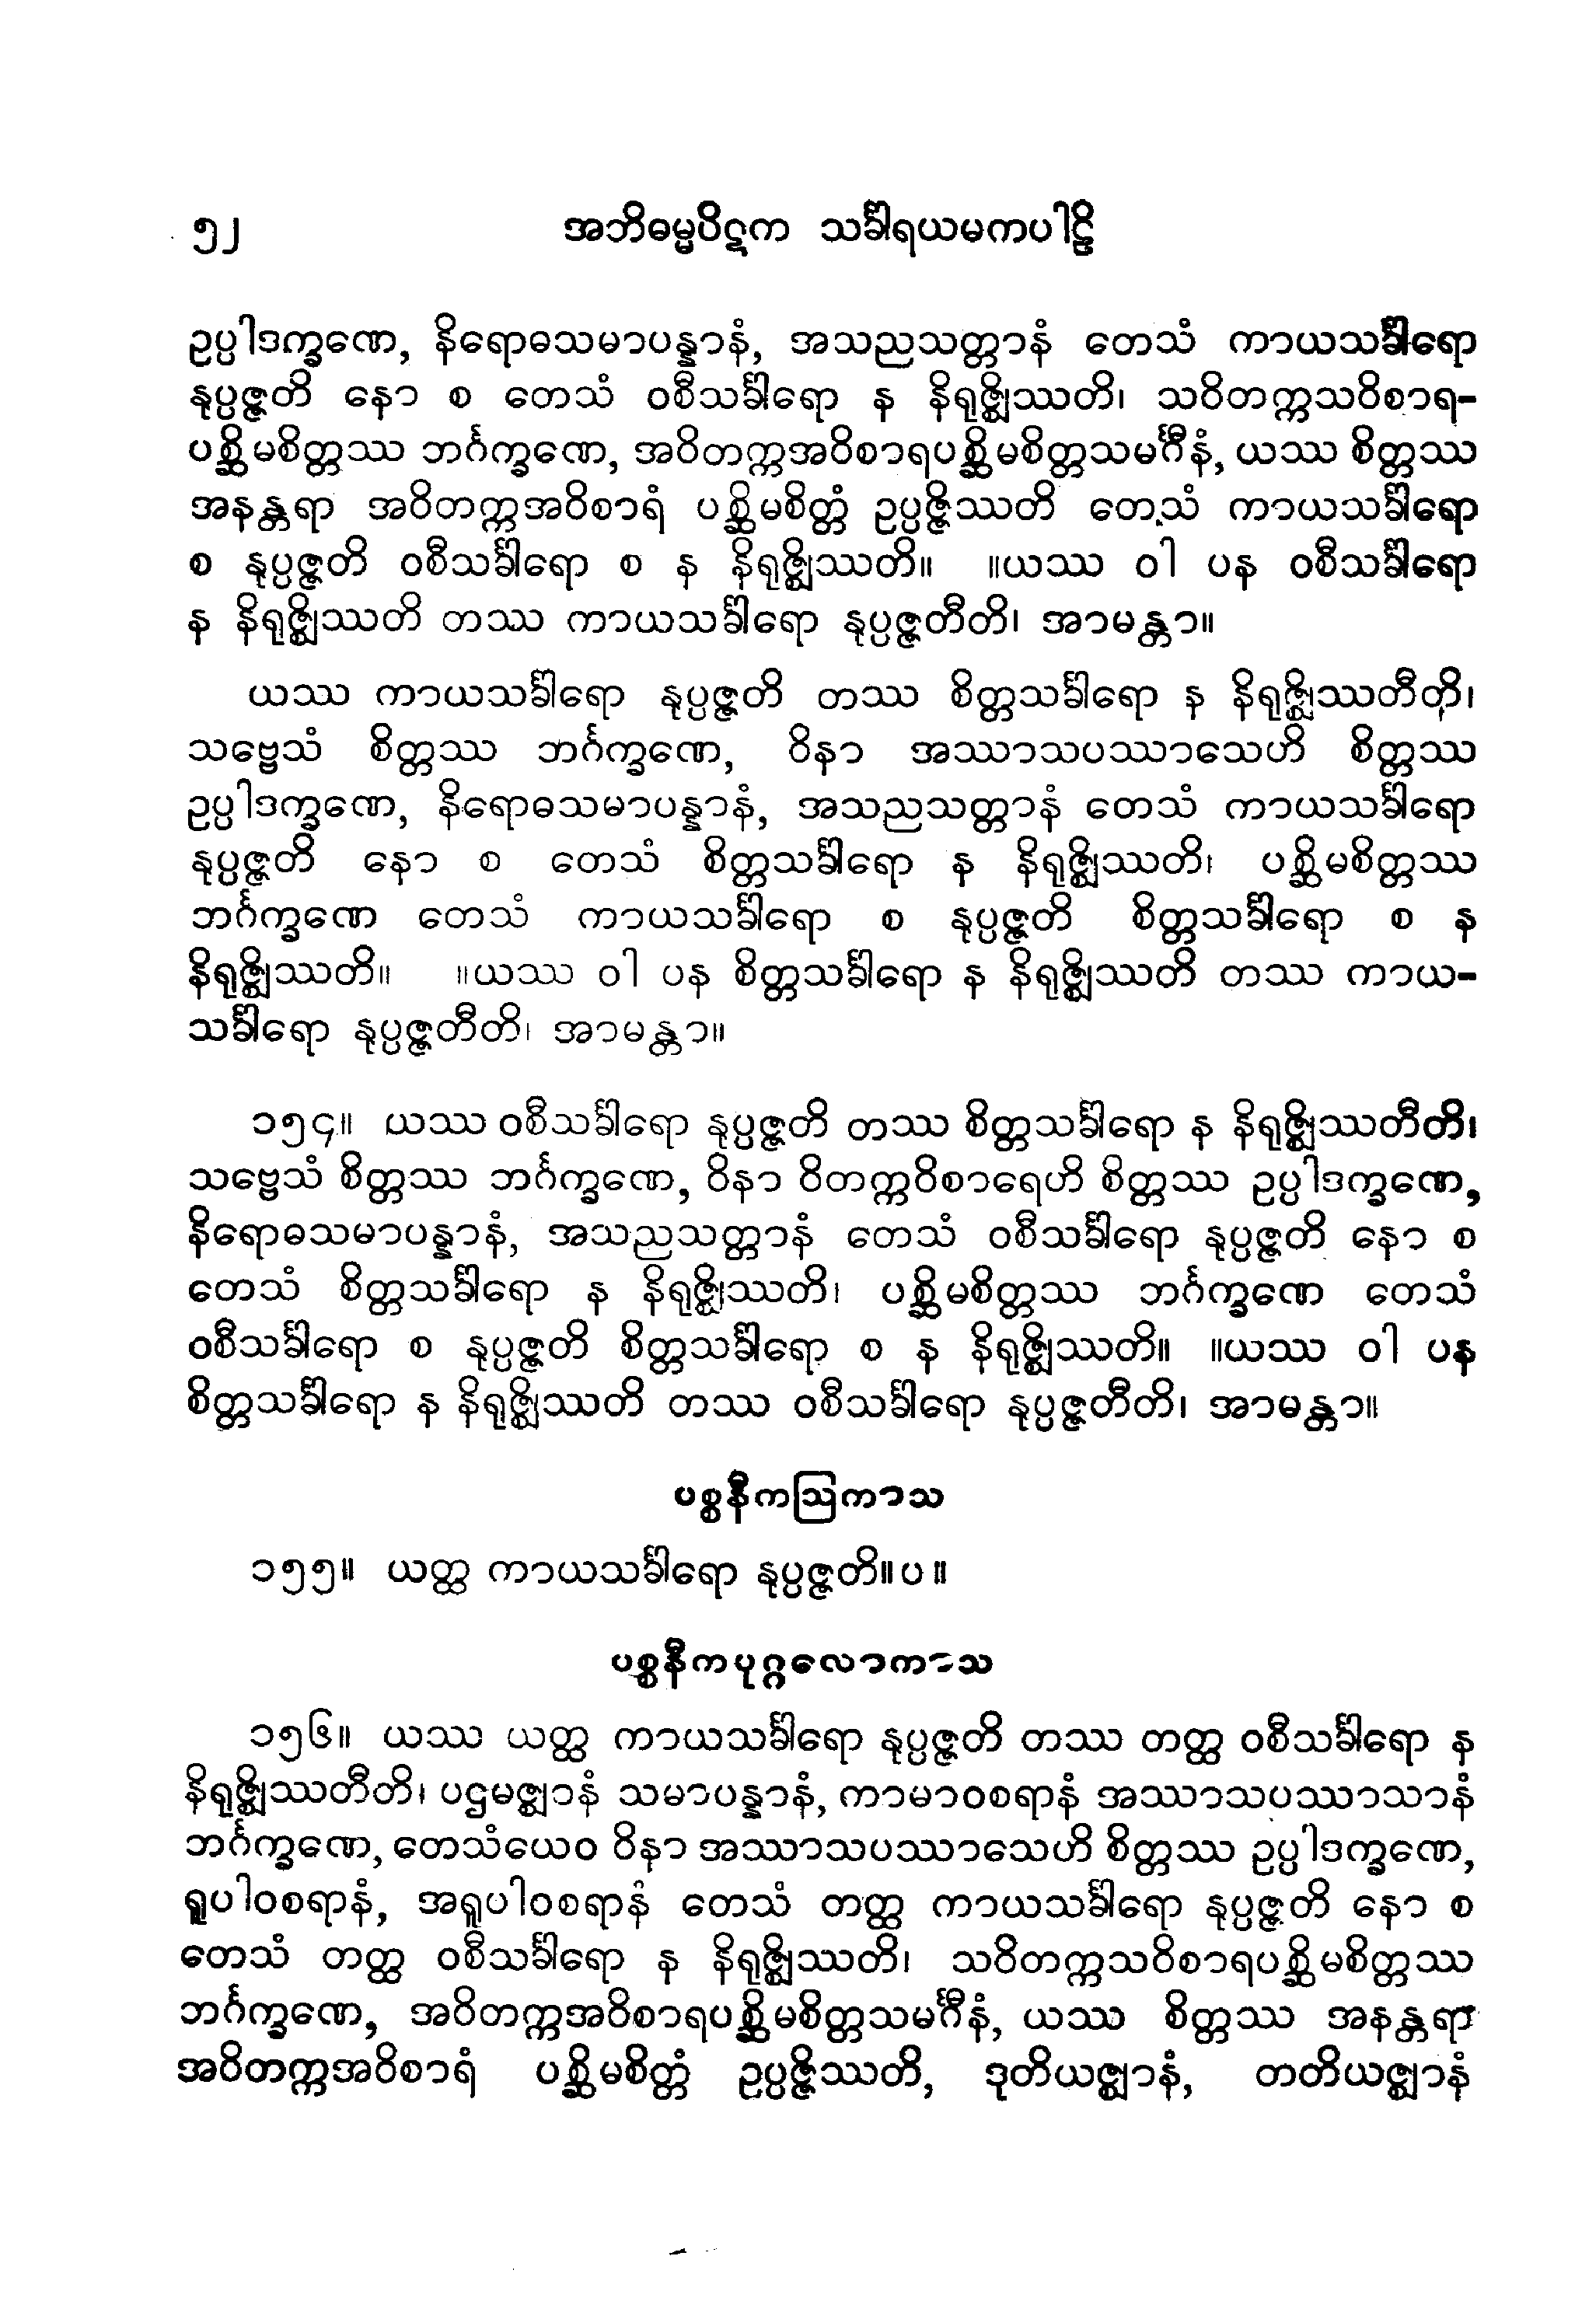 ၅၂ အဘိဓမ္မပိဋက သင်္ခါရယမကပါဠိ
ဥပ္ပါဒက္ခဏေ, နိရောဓသမာပန္နာနံ, အသညသတ္တာနံ တေသံ ကာယသင်္ခါရော
နုပ္ပဇ္ဇတိ နော စ တေသံ ဝစီသင်္ခါရော န နိရုဇ္ဈိဿတိ၊ သဝိတက္ကသဝိစာရ-
ပစ္ဆိမစိတ္တဿ ဘင်္ဂက္ခဏေ, အဝိတက္ကအဝိစာရပစ္ဆိမစိတ္တသမင်္ဂီနံ, ယဿ စိတ္တဿ
အနန္တရာ အဝိတက္ကအဝိစာရံ ပစ္ဆိမစိတ္တံ ဥပ္ပဇ္ဇိဿတိ တေသံ ကာယသင်္ခါရော
စ နုပ္ပဇ္ဇတိ ဝစီသင်္ခါရော စ န နိရုဇ္ဈိဿတိ။ ။ယဿ ဝါ ပန ဝစီသင်္ခါရော
န နိရုဇ္ဈိဿတိ တဿ ကာယသင်္ခါရော နုပ္ပဇ္ဇတီတိ၊ အာမန္တာ။
ယဿ ကာယသင်္ခါရော နုပ္ပဇ္ဇတိ တဿ စိတ္တသင်္ခါရော န နိရုဇ္ဈိဿတီတိ၊
သဗ္ဗေသံ စိတ္တဿ ဘင်္ဂက္ခဏေ, ဝိနာ အဿာသပဿာသေဟိ စိတ္တဿ
ဥပ္ပါဒက္ခဏေ, နိရောဓသမာပန္နာနံ, အသညသတ္တာနံ တေသံ ကာယသင်္ခါရော
နုပ္ပဇ္ဇတိ နော စ တေသံ စိတ္တသင်္ခါရော န နိရုဇ္ဈိဿတိ၊ ပစ္ဆိမစိတ္တဿ
ဘင်္ဂက္ခဏေ တေသံ ကာယသင်္ခါရော စ နုပ္ပဇ္ဇတိ စိတ္တသင်္ခါရော စ န
နိရုဇ္ဈိဿတိ။ ။ယဿ ဝါ ပန စိတ္တသင်္ခါရော န နိရုဇ္ဈိဿတိ တဿ ကာယ-
သင်္ခါရော နုပ္ပဇ္ဇတီတိ၊ အာမန္တာ။
၁၅၄။ ယဿ ဝစီသင်္ခါရော နုပ္ပဇ္ဇတိ တဿ စိတ္တသင်္ခါရော န နိရုဇ္ဈိဿတီတိ၊
သဗ္ဗေသံ စိတ္တဿ ဘင်္ဂက္ခဏေ, ဝိနာ ဝိတက္ကဝိစာရေဟိ စိတ္တဿ ဥပ္ပါဒက္ခဏေ,
နိရောဓသမာပန္နာနံ, အသညသတ္တာနံ တေသံ ဝစီသင်္ခါရော နုပ္ပဇ္ဇတိ နော စ
တေသံ စိတ္တသင်္ခါရော န နိရုဇ္ဈိဿတိ၊ ပစ္ဆိမစိတ္တဿ ဘင်္ဂက္ခဏေ တေသံ
ဝစီသင်္ခါရော စ နုပ္ပဇ္ဇတိ စိတ္တသင်္ခါရော စ န နိရုဇ္ဈိဿတိ။ ။ယဿ ဝါ ပန
စိတ္တသင်္ခါရော န နိရုဇ္ဈိဿတိ တဿ ဝစီသင်္ခါရော နုပ္ပဇ္ဇတီတိ၊ အာမန္တာ။
ပစ္စနီကဩကာသ
၁၅၅။ ယတ္ထ ကာယသင်္ခါရော နုပ္ပဇ္ဇတိ။ပ။
ပစ္စနီကပုဂ္ဂလောကာသ
၁၅၆။ ယဿ ယတ္ထ ကာယသင်္ခါရော နုပ္ပဇ္ဇတိ တဿ တတ္ထ ဝစီသင်္ခါရော န
နိရုဇ္ဈိဿတီတိ၊ ပဌမဇ္ဈာနံ သမာပန္နာနံ, ကာမာဝစရာနံ အဿာသပဿာသာနံ
ဘင်္ဂက္ခဏေ, တေသံယေဝ ဝိနာ အဿာသပဿာသေဟိ စိတ္တဿ ဥပ္ပါဒက္ခဏေ,
ရူပါဝစရာနံ, အရူပါဝစရာနံ တေသံ တတ္ထ ကာယသင်္ခါရော နုပ္ပဇ္ဇတိ နော စ
တေသံ တတ္ထ ဝစီသင်္ခါရော န နိရုဇ္ဈိဿတိ၊ သဝိတက္ကသဝိစာရပစ္ဆိမစိတ္တဿ
ဘင်္ဂက္ခဏေ, အဝိတက္ကအဝိစာရပစ္ဆိမစိတ္တသမင်္ဂီနံ, ယဿ စိတ္တဿ အနန္တရာ
အဝိတက္ကအဝိစာရံ ပစ္ဆိမစိတ္တံ ဥပ္ပဇ္ဇိဿတိ, ဒုတိယဇ္ဈာနံ, တတိယဇ္ဈာနံ